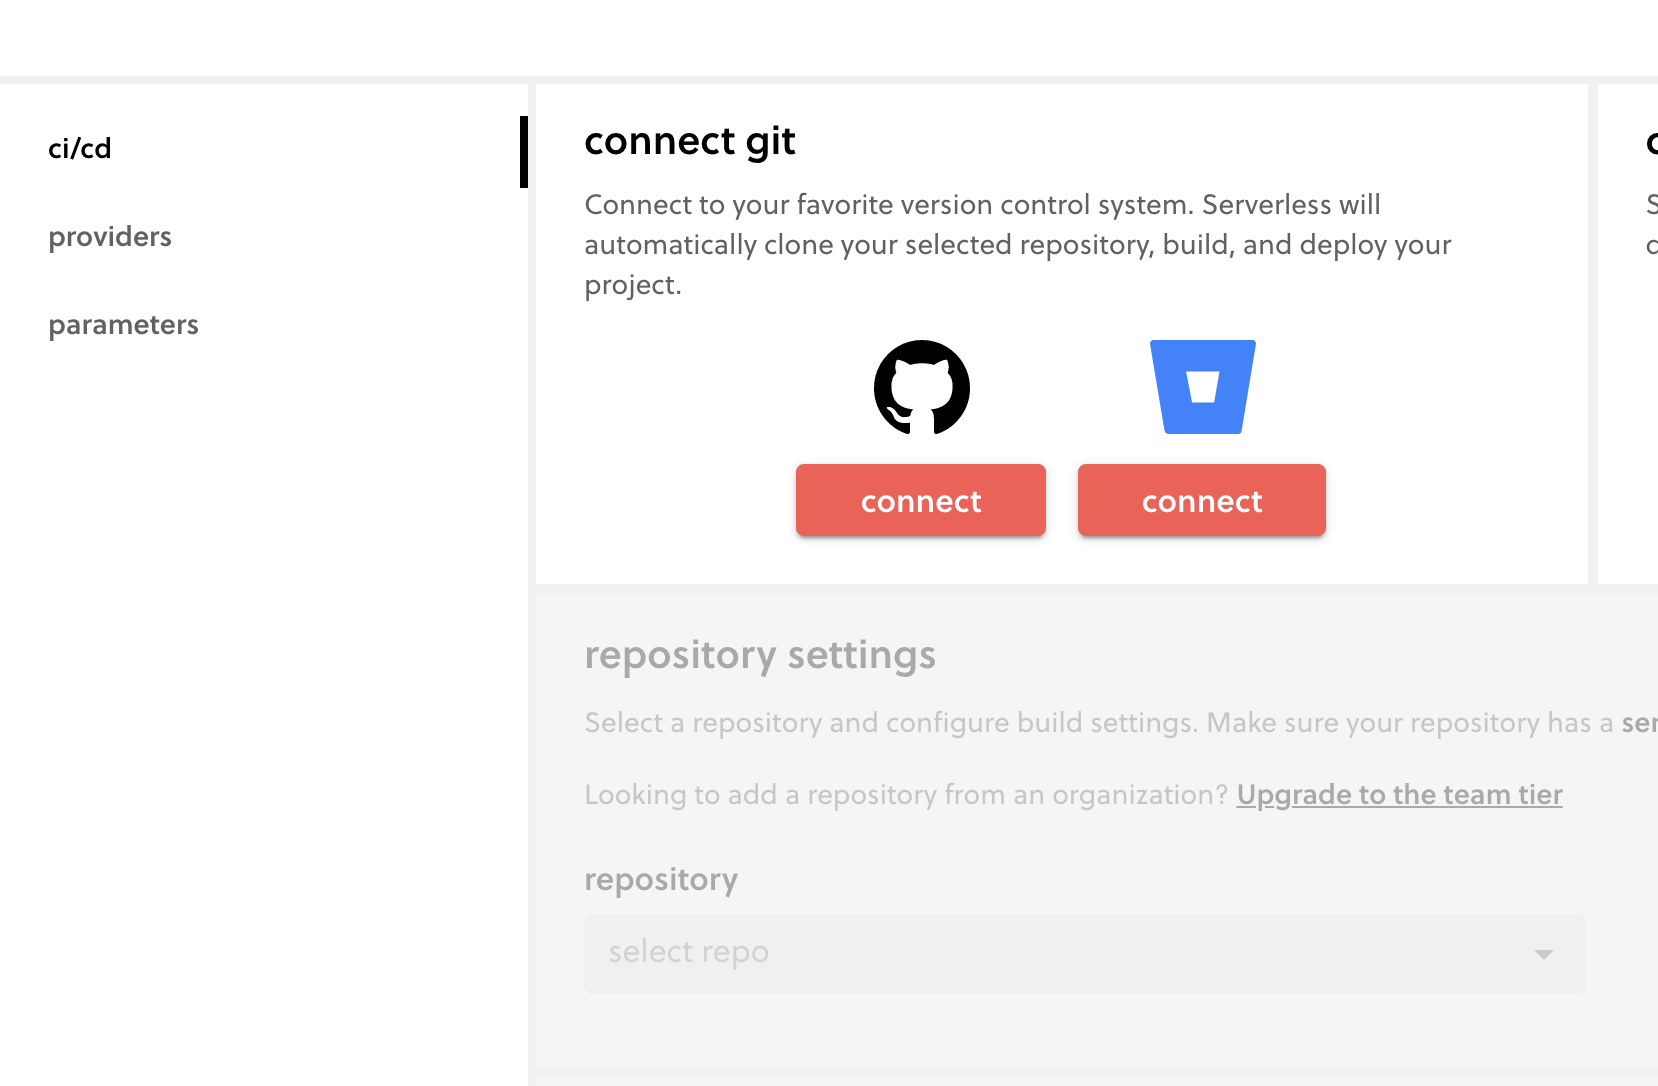 ci/cd
providers
parameters
connect git
Connect to your favorite version control system. Serverless will
automatically clone your selected repository, build, and deploy your
project.
connect
connect
repository settings
Select a repository and configure build settings. Make sure your repository has a
Looking to add a repository from an organization? Upgrade to the team tier
repository
select repo